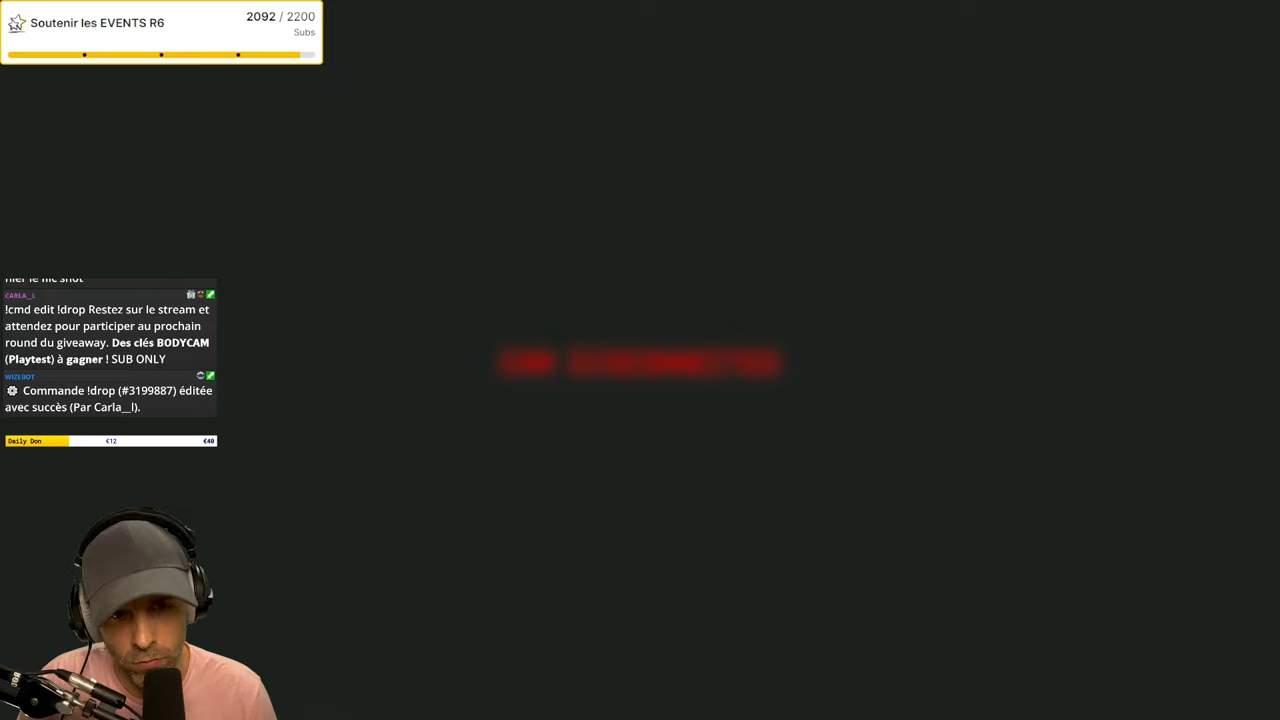 Soutenir les EVENTS R6
2092 / 2200
Subs
CARLA__L
!cmd edit !drop Restez sur le stream et
attendez pour participer au prochain
round du giveaway. Des clés BODYCAM
(Playtest) à gagner ! SUB ONLY
WIZEBOT
Commande !drop (#3199887) éditée
avec succès (Par Carla__l).
Daily Don €12 €40